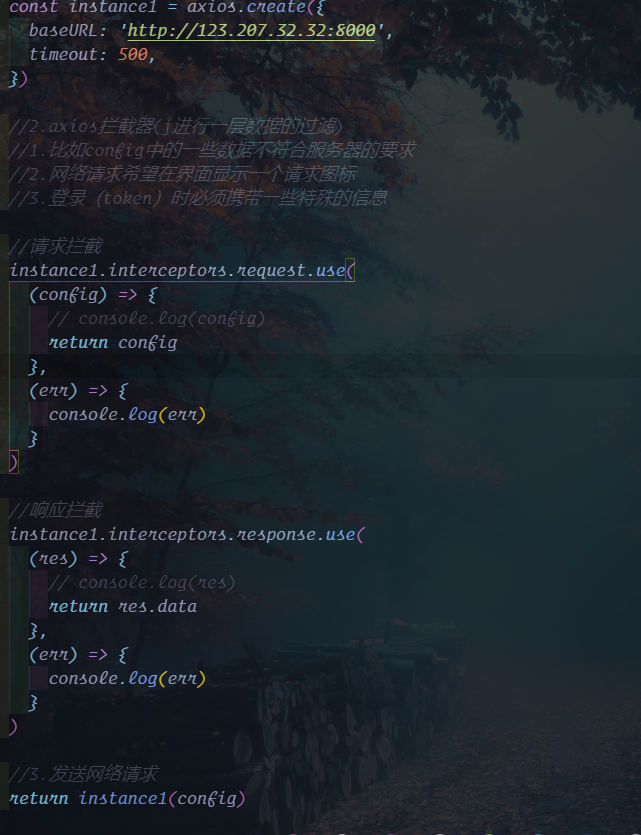 const instance1 = axios.create({
baseURL: 'http://123.207.32.32:8000',
timeout: 500,
})
//2.axios拦截器(j进行一层数据的过滤)
//1.比如config中的一些数据不符合服务器的要求
//2.网络请求希望在界面显示一个请求图标
//3.登录（token）时必须携带一些特殊的信息
//请求拦截
instance1.interceptors.request.use(
(config) => {
// console.log(config)
return config
},
(err) => {
console.log(err)
}
)
//响应拦截
instance1.interceptors.response.use(
(res) => {
// console.log(res)
return res.data
},
(err) => {
console.log(err)
}
)
//3.发送网络请求
return instance1(config)